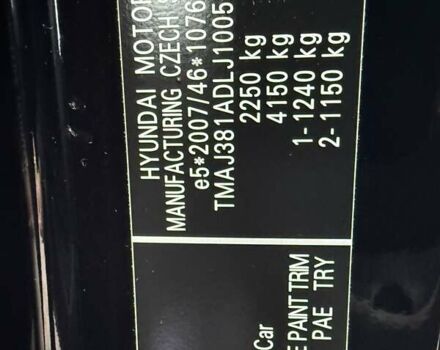 HYUNDAI MOTOR
MANUFACTURING CZECH
e5*2007/46*1076
TMAJ381ADLJ1005
2250 kg
4150 kg
1- 1240 kg
2- 1150 kg
Car
E PAINT TRIM
PAE TRY